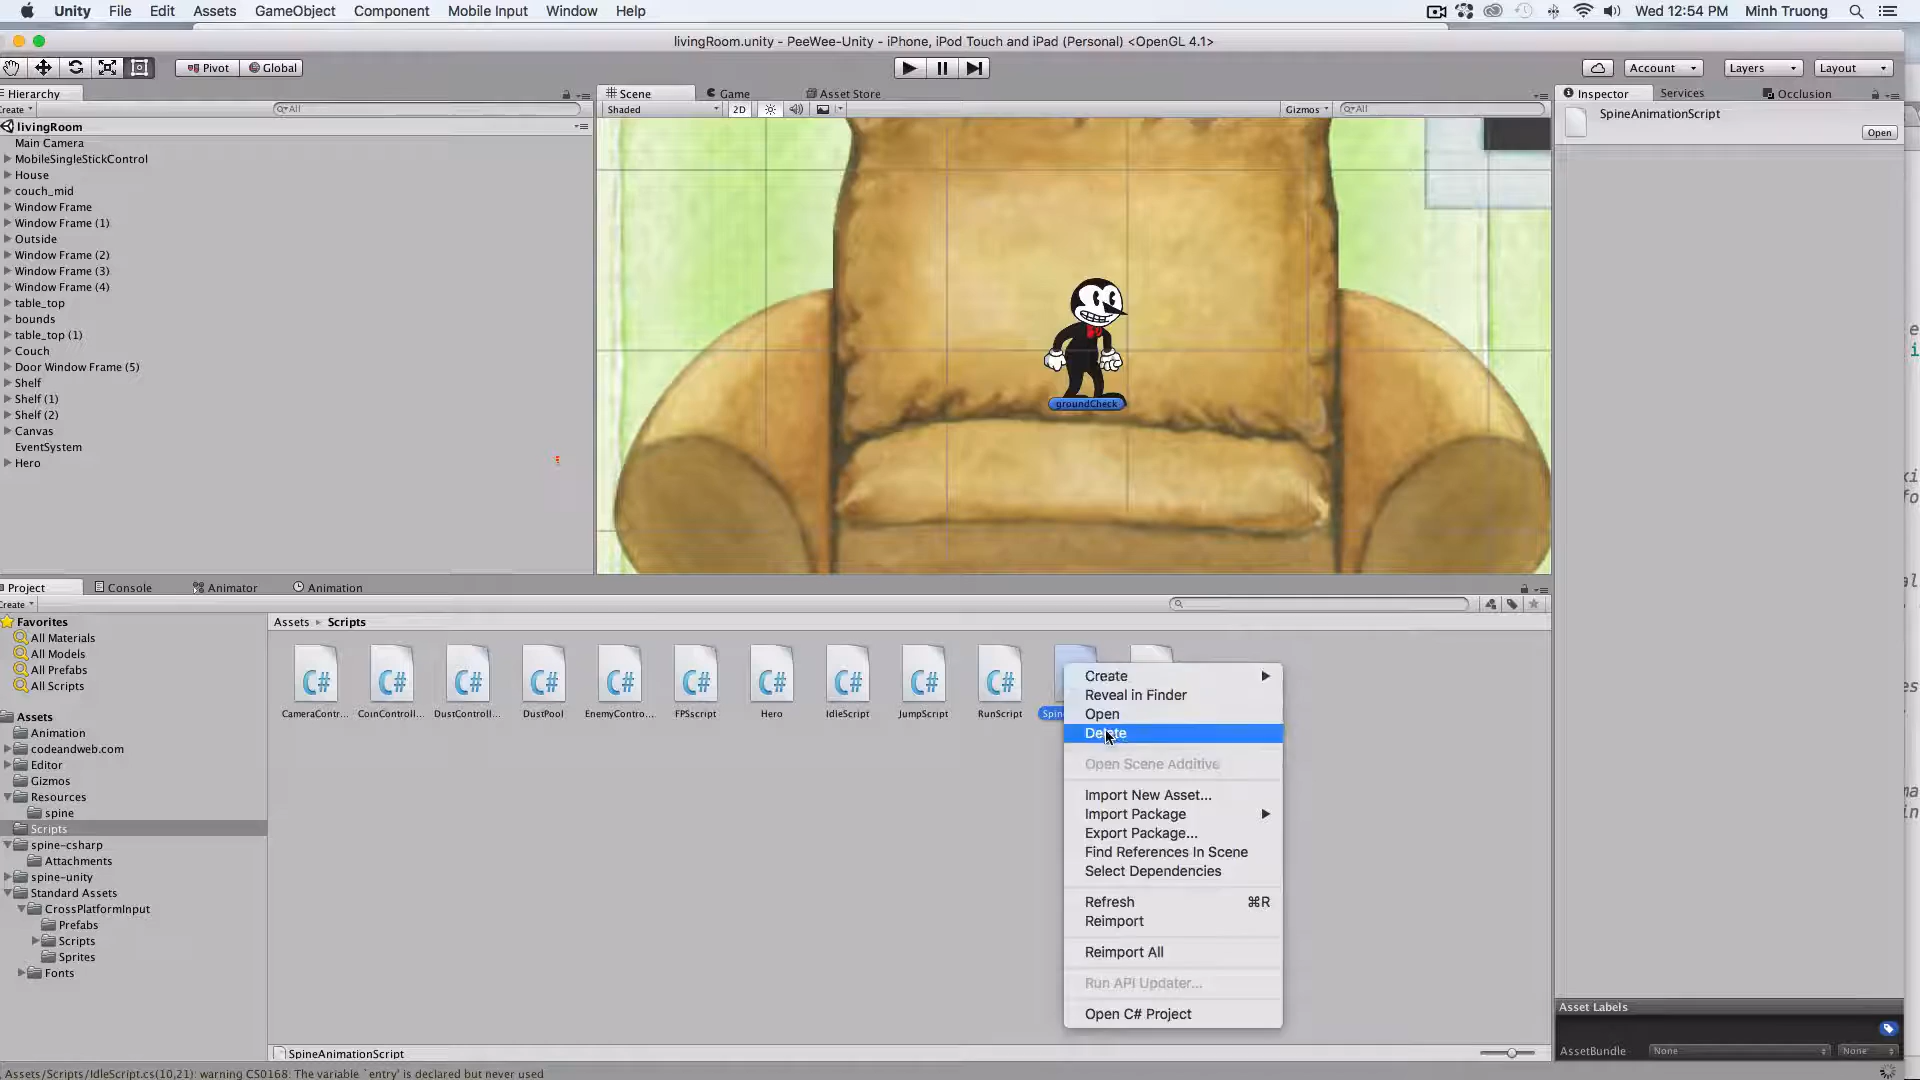 Unity File Edit Assets GameObject Component Mobile Input Window Help
Wed 12:54 PM Minh Truong
livingRoom.unity - PeeWee-Unity - iPhone, iPod Touch and iPad (Personal) <OpenGL 4.1>
Pivot Global Account Layers Layout
Hierarchy
All
livingRoom
Main Camera
MobileSingleStickControl
House
couch_mid
Window Frame
Window Frame (1)
Outside
Window Frame (2)
Window Frame (3)
Window Frame (4)
table_top
bounds
table_top (1)
Couch
Door Window Frame (5)
Shelf
Shelf (1)
Shelf (2)
Canvas
EventSystem
Hero
Scene Game Asset Store
Shaded 2D Gizmos All
groundCheck
Inspector Services Occlusion
SpineAnimationScript
Open
Project Console Animator Animation
Favorites
All Materials
All Models
All Prefabs
All Scripts
Assets
Animation
codeandweb.com
Editor
Gizmos
Resources
spine
Scripts
spine-csharp
Attachments
spine-unity
Standard Assets
CrossPlatformInput
Prefabs
Scripts
Sprites
Fonts
Assets Scripts
C# C# C# C# C# C# C# C# C# C#
CameraContr... CoinControll... DustControll... DustPool EnemyContro... FPSscript Hero IdleScript JumpScript RunScript
Create
Reveal in Finder
Open
Delete
Open Scene Additive
Import New Asset...
Import Package
Export Package...
Find References In Scene
Select Dependencies
Refresh ⌘R
Reimport
Reimport All
Run API Updater...
Open C# Project
SpineAnimationScript
Asset Labels
AssetBundle None None
Assets/Scripts/IdleScript.cs(10,21): warning CS0168: The variable `entry' is declared but never used